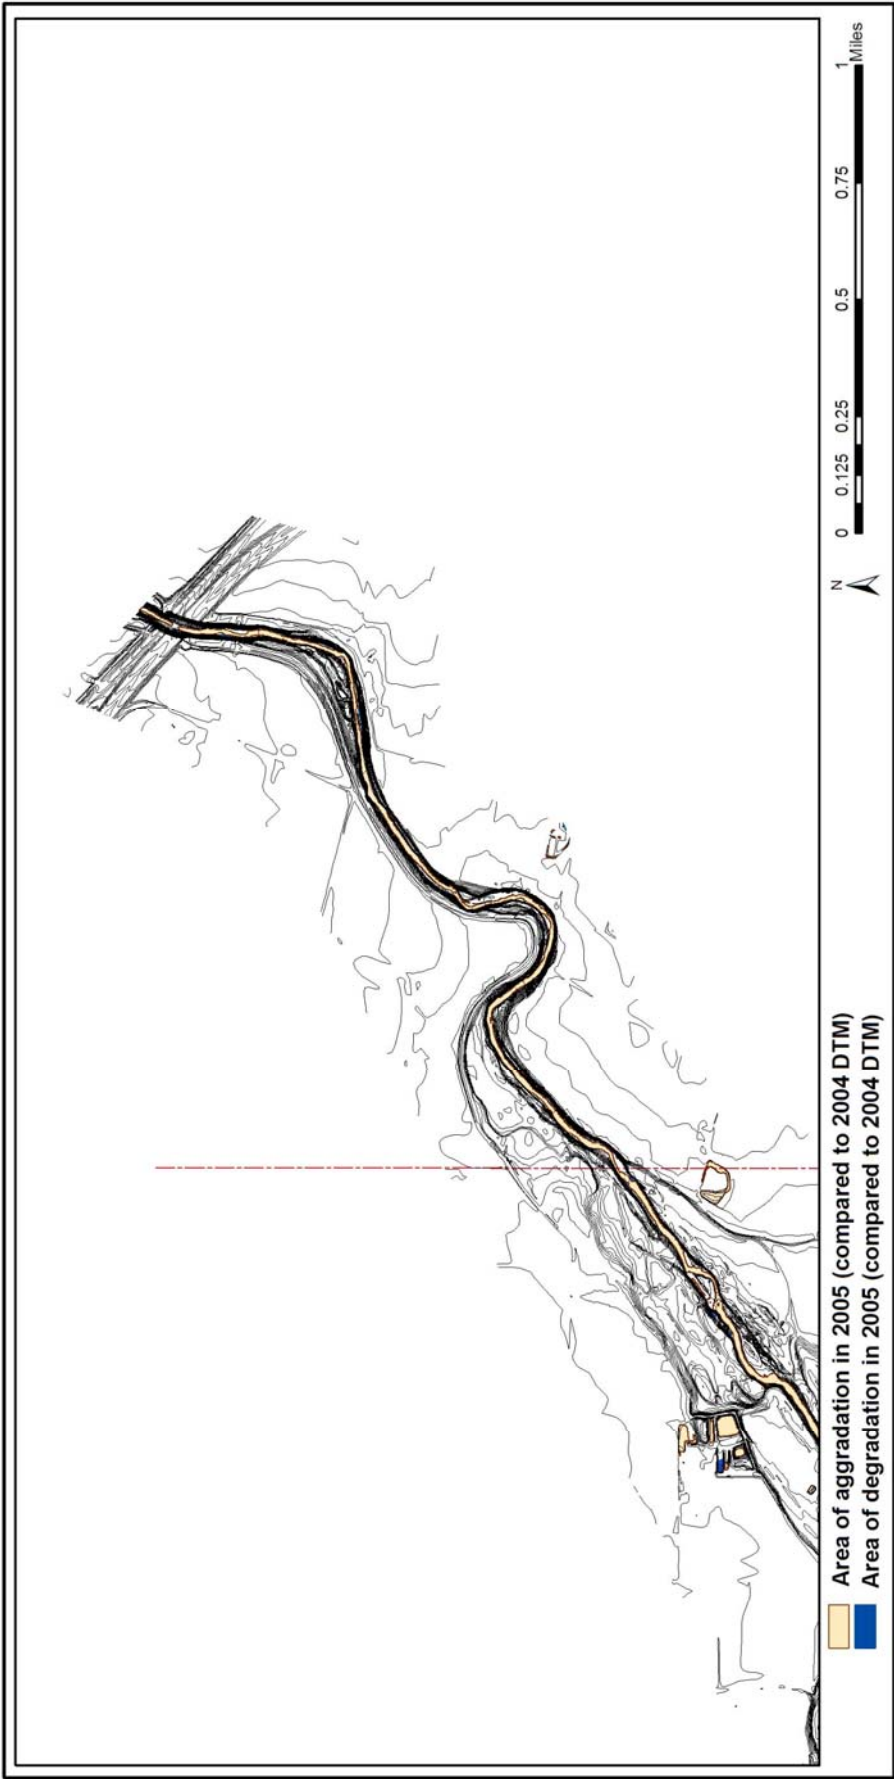 Area of aggradation in 2005 (compared to 2004 DTM)
Area of degradation in 2005 (compared to 2004 DTM)
N
0 0.125 0.25 0.5 0.75 1
Miles